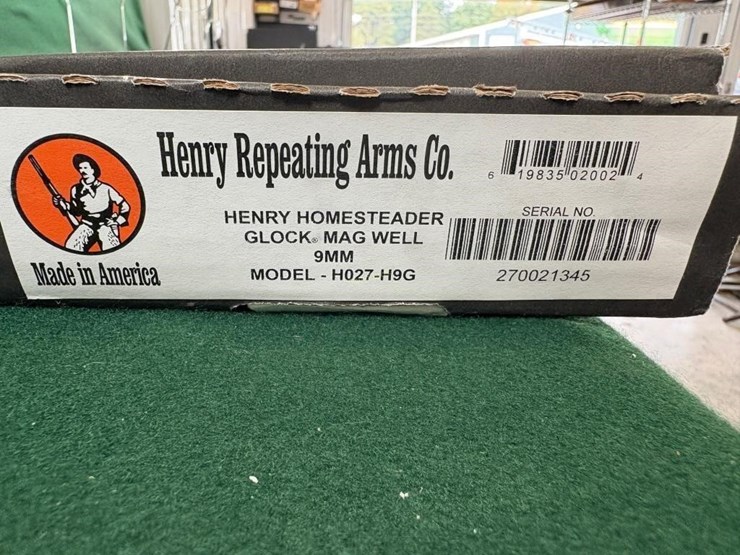 Henry Repeating Arms Co.
6 19835 02002 4
HENRY HOMESTEADER
GLOCK® MAG WELL
9MM
MODEL - H027-H9G
SERIAL NO.
270021345
Made in America